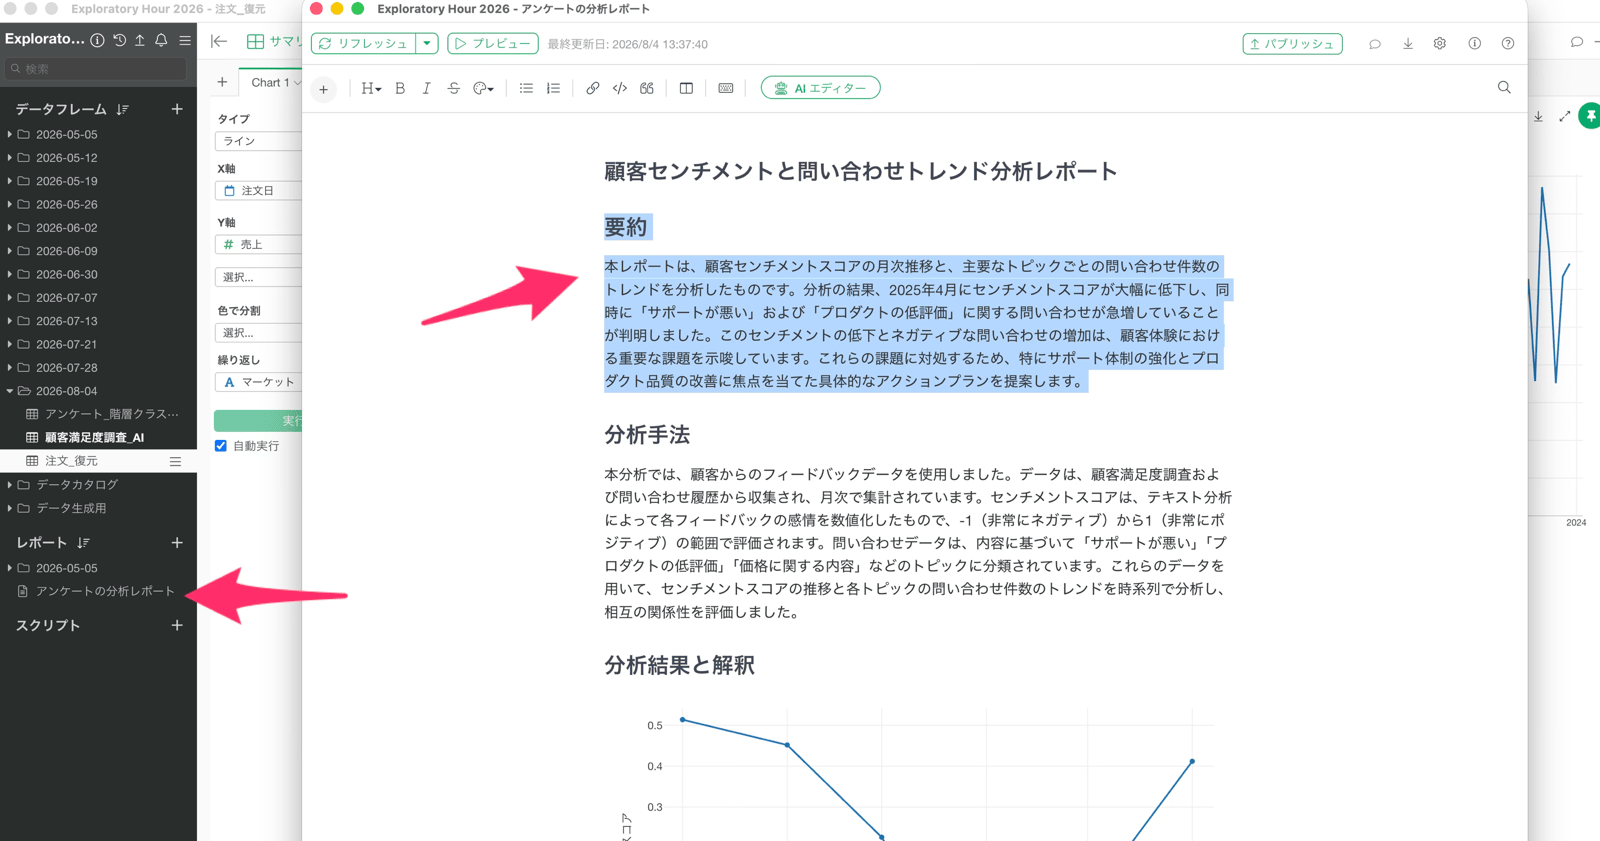 Exploratory Hour 2026 - 注文_復元
Explorato...
検索
データフレーム
2026-05-05
2026-05-12
2026-05-19
2026-05-26
2026-06-02
2026-06-09
2026-06-30
2026-07-07
2026-07-13
2026-07-21
2026-07-28
2026-08-04
アンケート_階層クラス…
顧客満足度調査_AI
注文_復元
データカタログ
データ生成用
レポート
2026-05-05
アンケートの分析レポート
スクリプト
サマリ
Chart 1
タイプ
ライン
X軸
注文日
Y軸
# 売上
選択...
色で分割
選択...
繰り返し
A マーケット
実行
自動実行
Exploratory Hour 2026 - アンケートの分析レポート
リフレッシュ
プレビュー
最終更新日: 2026/8/4 13:37:40
パブリッシュ
H B I S
AI エディター
顧客センチメントと問い合わせトレンド分析レポート
要約
本レポートは、顧客センチメントスコアの月次推移と、主要なトピックごとの問い合わせ件数の
トレンドを分析したものです。分析の結果、2025年4月にセンチメントスコアが大幅に低下し、同
時に「サポートが悪い」および「プロダクトの低評価」に関する問い合わせが急増していること
が判明しました。このセンチメントの低下とネガティブな問い合わせの増加は、顧客体験におけ
る重要な課題を示唆しています。これらの課題に対処するため、特にサポート体制の強化とプロ
ダクト品質の改善に焦点を当てた具体的なアクションプランを提案します。
分析手法
本分析では、顧客からのフィードバックデータを使用しました。データは、顧客満足度調査およ
び問い合わせ履歴から収集され、月次で集計されています。センチメントスコアは、テキスト分析
によって各フィードバックの感情を数値化したもので、-1（非常にネガティブ）から1（非常にポ
ジティブ）の範囲で評価されます。問い合わせデータは、内容に基づいて「サポートが悪い」「プ
ロダクトの低評価」「価格に関する内容」などのトピックに分類されています。これらのデータを
用いて、センチメントスコアの推移と各トピックの問い合わせ件数のトレンドを時系列で分析し、
相互の関係性を評価しました。
分析結果と解釈
0.5
0.4
0.3
スコア
2024